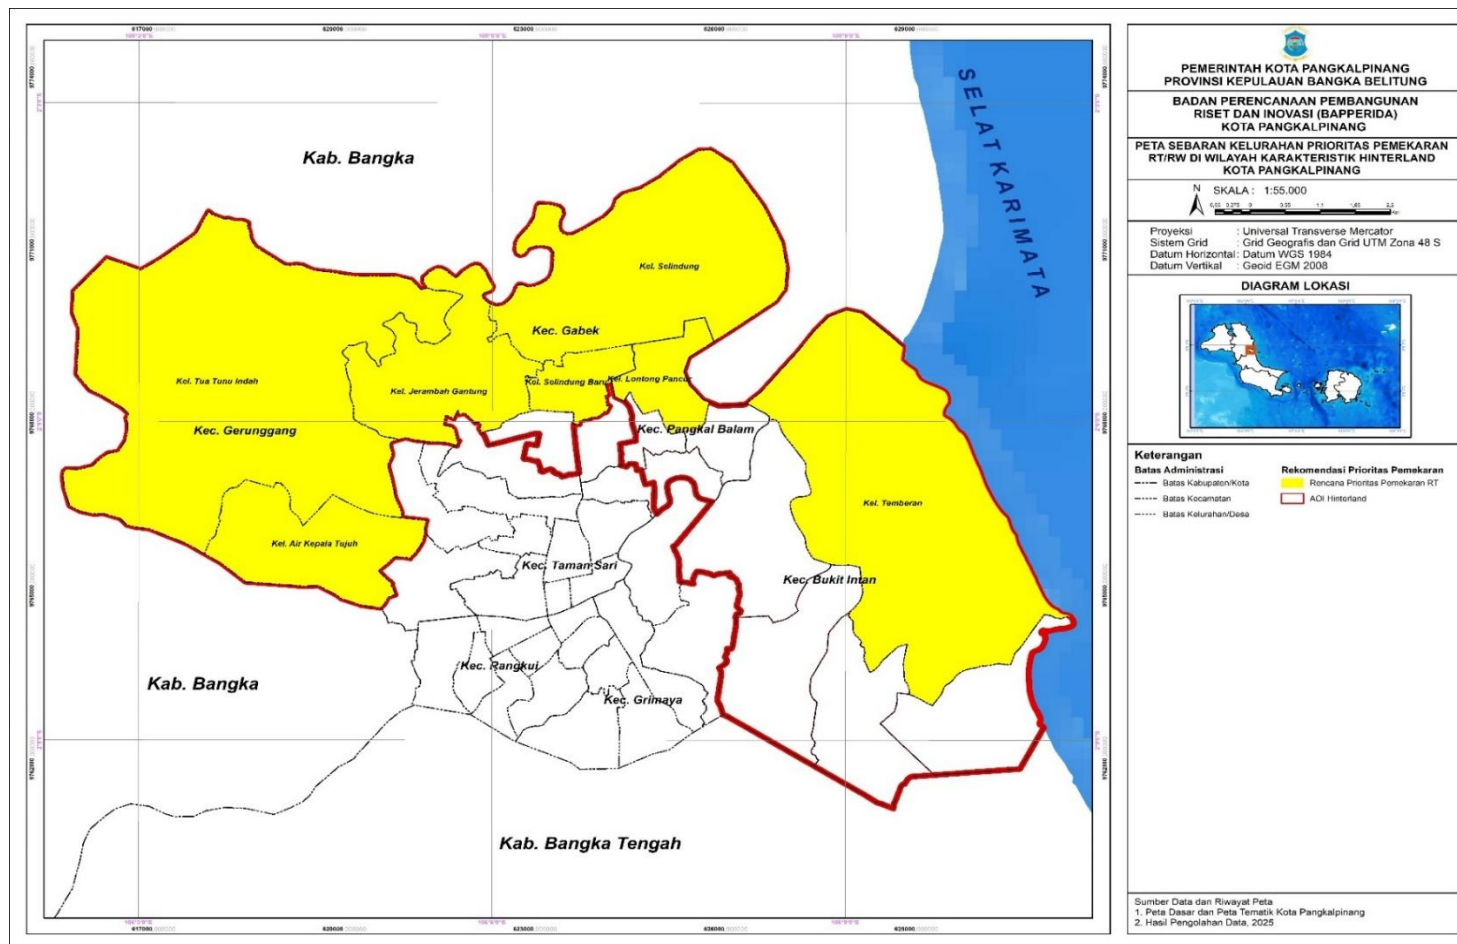 PEMERINTAH KOTA PANGKALPINANG
PROVINSI KEPULAUAN BANGKA BELITUNG
BADAN PERENCANAAN PEMBANGUNAN
RISET DAN INOVASI (BAPPERIDA)
KOTA PANGKALPINANG
PETA SEBARAN KELURAHAN PRIORITAS PEMEKARAN
RT/RW DI WILAYAH KARAKTERISTIK HINTERLAND
KOTA PANGKALPINANG
N
SKALA : 1:55.000
Proyeksi : Universal Transverse Mercator
Sistem Grid : Grid Geografis dan Grid UTM Zona 48 S
Datum Horizontal : Datum WGS 1984
Datum Vertikal : Geoid EGM 2008
DIAGRAM LOKASI
Keterangan
Batas Administrasi
Batas Kabupaten/Kota
Batas Kecamatan
Batas Kelurahan/Desa
Rekomendasi Prioritas Pemekaran
Rencana Prioritas Pemekaran RT
AOI Hinterland
Sumber Data dan Riwayat Peta
1. Peta Dasar dan Peta Tematik Kota Pangkalpinang
2. Hasil Pengolahan Data, 2025
SELAT KARIMATA
Kab. Bangka
Kel. Selindung
Kec. Gabek
Kel. Tua Tunu Indah
Kel. Jerambah Gantung
Kel. Selindung Baru
Kel. Lontong Pancur
Kec. Gerunggang
Kec. Pangkal Balam
Kel. Temberan
Kel. Air Kepala Tujuh
Kec. Taman Sari
Kec. Bukit Intan
Kec. Rangkui
Kab. Bangka
Kec. Grimaya
Kab. Bangka Tengah